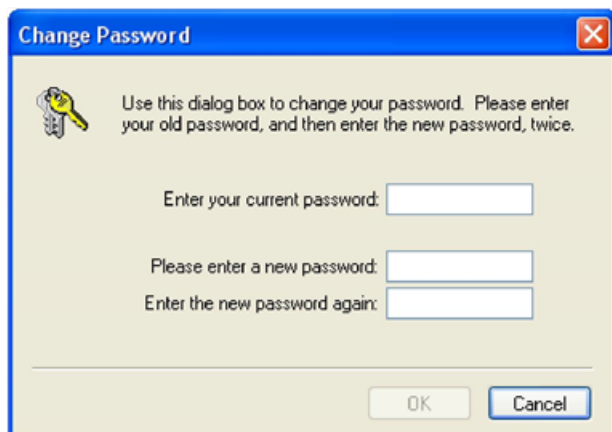 Change Password
Use this dialog box to change your password. Please enter
your old password, and then enter the new password, twice.
Enter your current password:
Please enter a new password:
Enter the new password again:
OK
Cancel